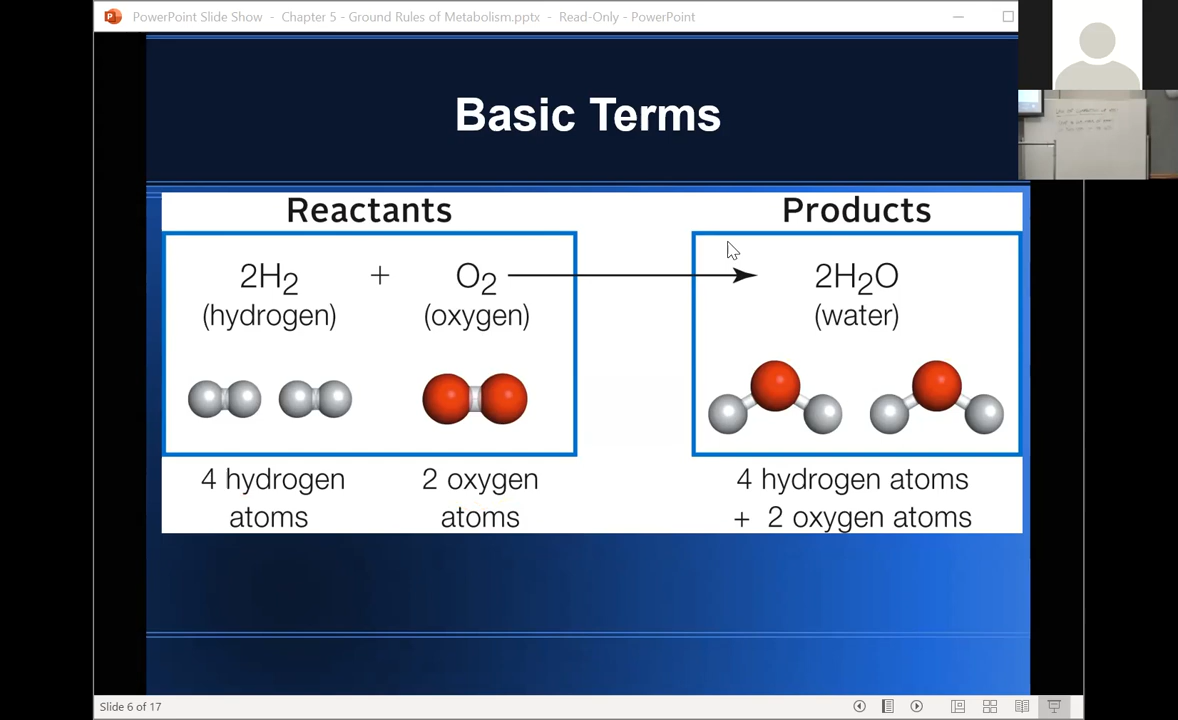 PowerPoint Slide Show - Chapter 5 - Ground Rules of Metabolism.pptx - Read-Only - PowerPoint
Basic Terms
Reactants
Products
2H2 + O2 2H2O
(hydrogen) (oxygen) (water)
4 hydrogen 2 oxygen 4 hydrogen atoms
atoms atoms + 2 oxygen atoms
Slide 6 of 17